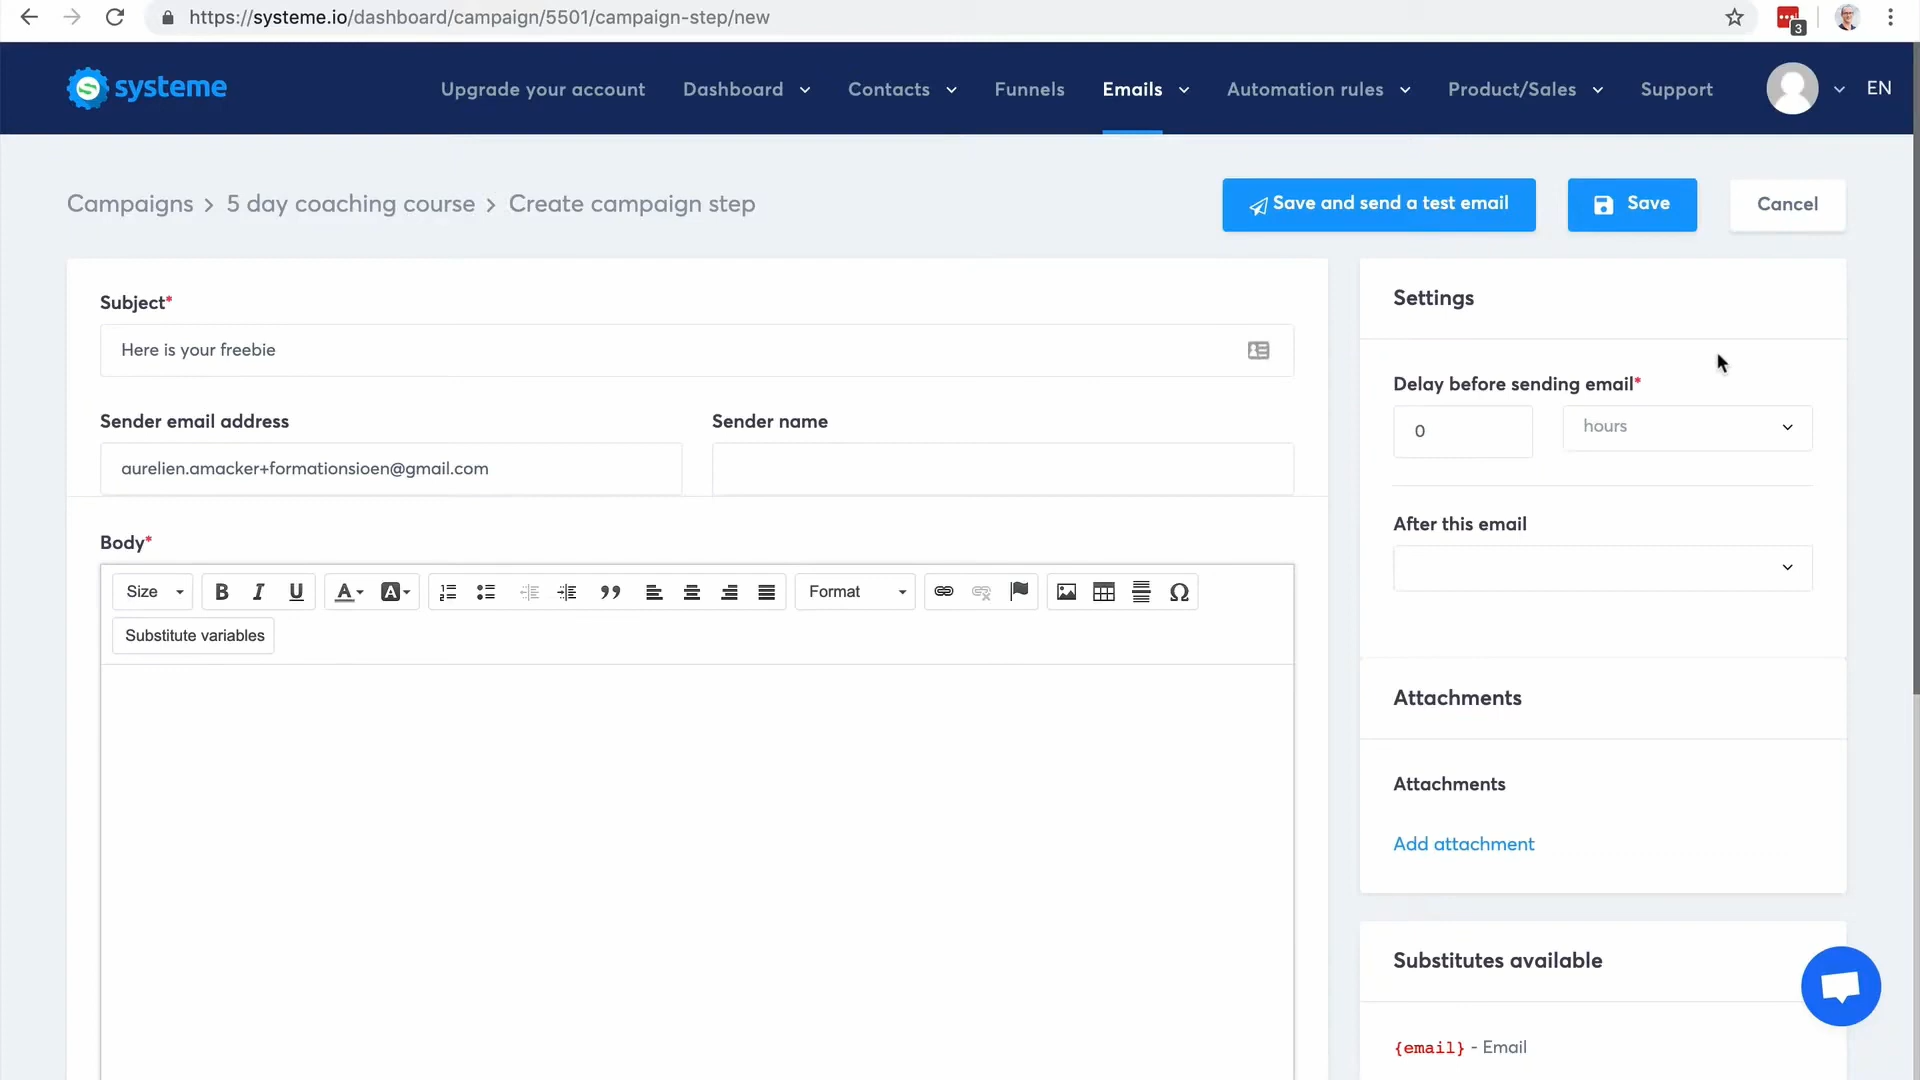 https://systeme.io/dashboard/campaign/5501/campaign-step/new
3
systeme
Upgrade your account Dashboard Contacts Funnels Emails Automation rules Product/Sales Support EN
Campaigns > 5 day coaching course > Create campaign step
Save and send a test email Save Cancel
Subject*
Here is your freebie
Sender email address Sender name
aurelien.amacker+formationsioen@gmail.com
Body*
Size B I U A A Format Ω
Substitute variables
Settings
Delay before sending email*
0 hours
After this email
Attachments
Attachments
Add attachment
Substitutes available
{email} - Email